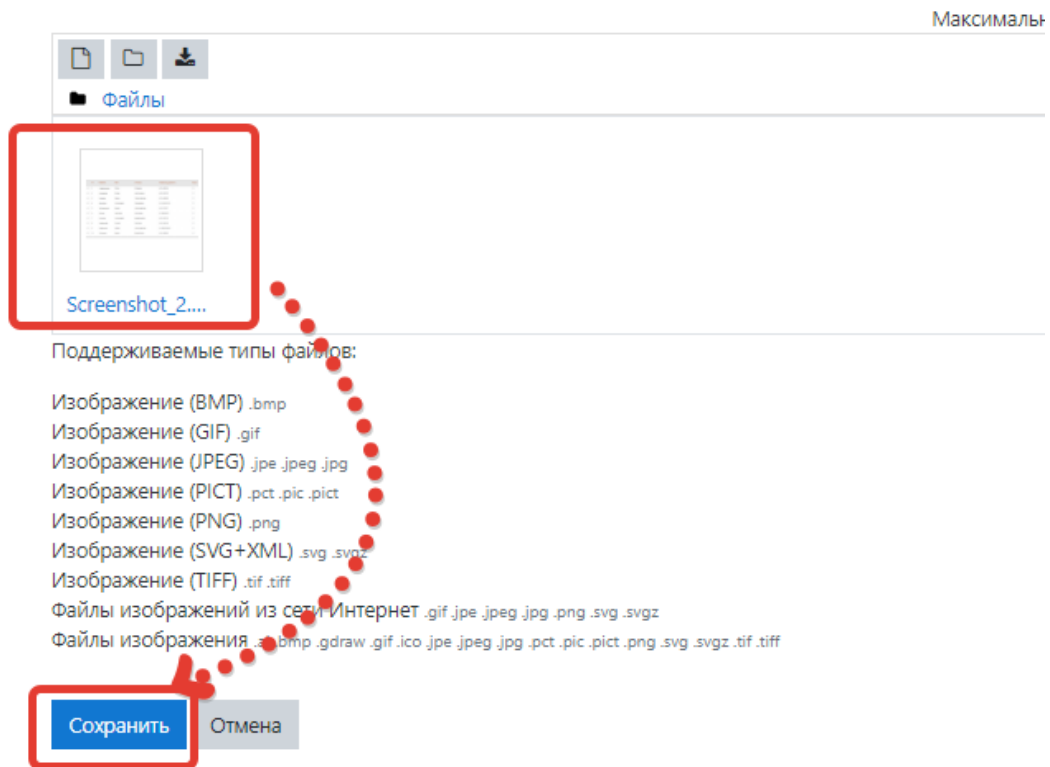 Максимальн
Файлы
Screenshot_2....
Поддерживаемые типы файлов:
Изображение (BMP) .bmp
Изображение (GIF) .gif
Изображение (JPEG) .jpe .jpeg .jpg
Изображение (PICT) .pct .pic .pict
Изображение (PNG) .png
Изображение (SVG+XML) .svg .svgz
Изображение (TIFF) .tif .tiff
Файлы изображений из сети Интернет .gif .jpe .jpeg .jpg .png .svg .svgz
Файлы изображения .bmp .gdraw .gif .ico .jpe .jpeg .jpg .pct .pic .pict .png .svg .svgz .tif .tiff
Сохранить Отмена